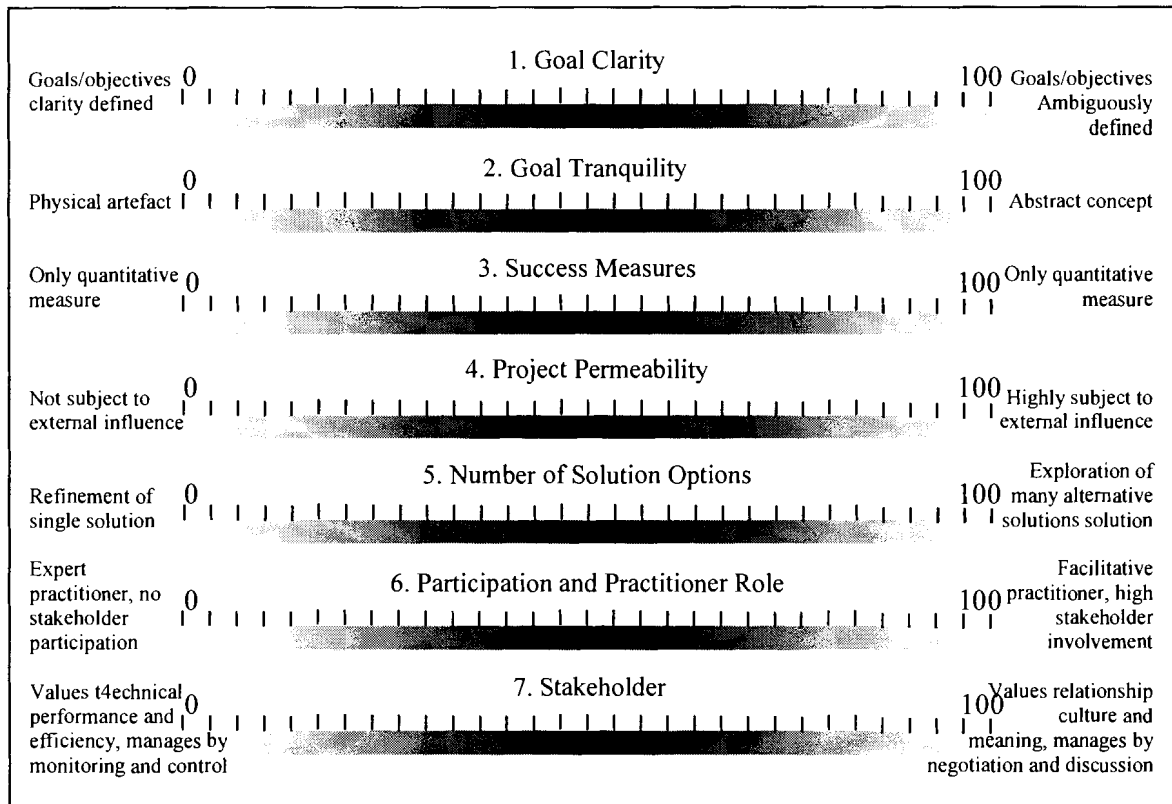 1. Goal Clarity
Goals/objectives
clarity defined
0
100
Goals/objectives
Ambiguously
defined
2. Goal Tranquility
Physical artefact
0
100
Abstract concept
3. Success Measures
Only quantitative
measure
0
100
Only quantitative
measure
4. Project Permeability
Not subject to
external influence
0
100
Highly subject to
external influence
5. Number of Solution Options
Refinement of
single solution
0
100
Exploration of
many alternative
solutions solution
6. Participation and Practitioner Role
Expert
practitioner, no
stakeholder
participation
0
100
Facilitative
practitioner, high
stakeholder
involvement
7. Stakeholder
Values t4echnical
performance and
efficiency, manages by
monitoring and control
0
100
Values relationship
culture and
meaning, manages by
negotiation and discussion